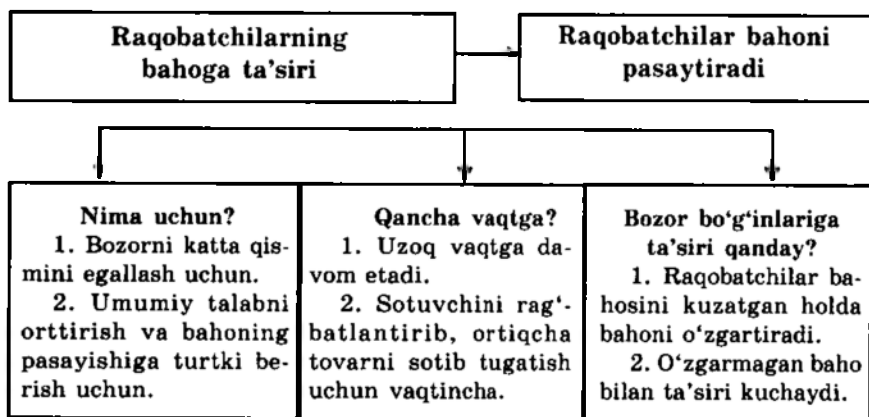 Raqobatchilarning
bahoga ta'siri
Raqobatchilar bahoni
pasaytiradi
Nima uchun?
1. Bozorni katta qis-
mini egallash uchun.
2. Umumiy talabni
orttirish va bahoning
pasayishiga turtki be-
rish uchun.
Qancha vaqtga?
1. Uzoq vaqtga da-
vom etadi.
2. Sotuvchini rag‘-
batlantirib, ortiqcha
tovarni sotib tugatish
uchun vaqtincha.
Bozor bo‘g‘inlariga
ta'siri qanday?
1. Raqobatchilar ba-
hosini kuzatgan holda
bahoni o‘zgartiradi.
2. O‘zgarmagan baho
bilan ta'siri kuchaydi.